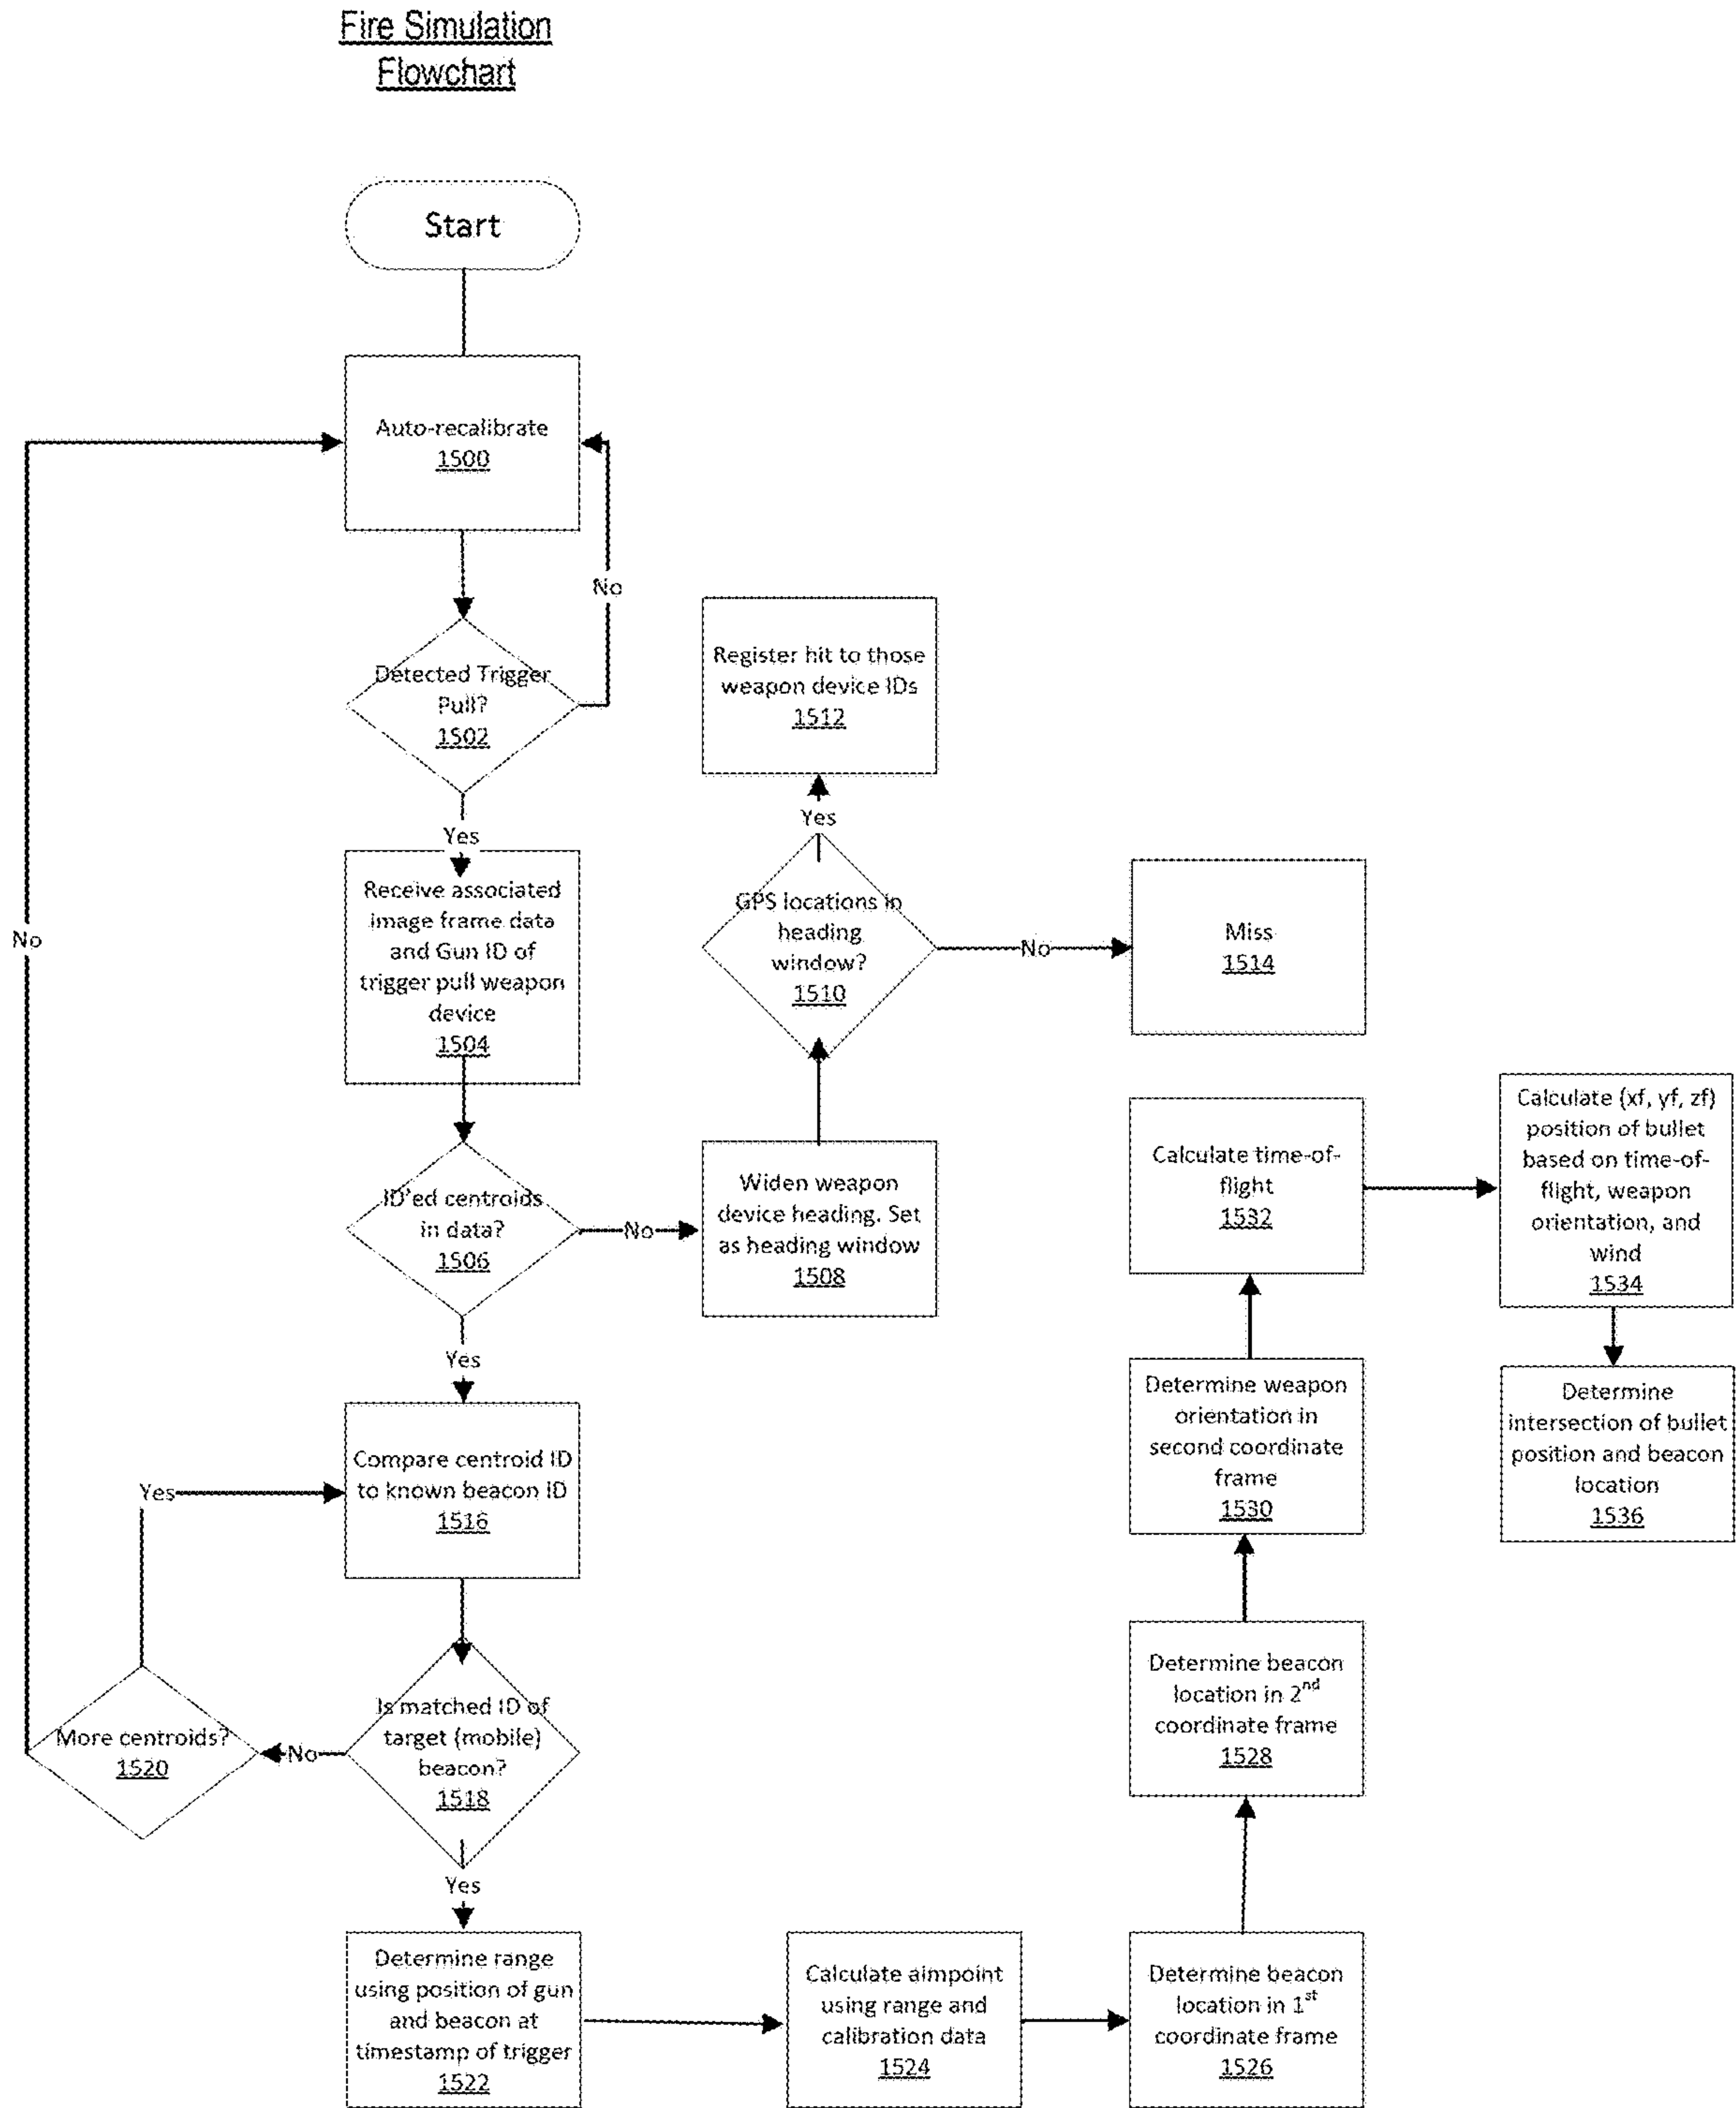 Fire Simulation
Flowchart
Start
Auto-recalibrate
1500
No
Detected Trigger
Pull?
1502
Yes
Receive associated
image frame data
and Gun ID of
trigger pull weapon
device
1504
ID'ed centroids
in data?
1506
No
Widen weapon
device heading. Set
as heading window
1508
GPS locations in
heading
window?
1510
Yes
Register hit to those
weapon device IDs
1512
No
Miss
1514
Yes
Compare centroid ID
to known beacon ID
1516
Is matched ID of
target (mobile)
beacon?
1518
No
More centroids?
1520
Yes
No
Yes
Determine range
using position of gun
and beacon at
timestamp of trigger
1522
Calculate aimpoint
using range and
calibration data
1524
Determine beacon
location in 1st
coordinate frame
1526
Determine beacon
location in 2nd
coordinate frame
1528
Determine weapon
orientation in
second coordinate
frame
1530
Calculate time-of-
flight
1532
Calculate (xf, yf, zf)
position of bullet
based on time-of-
flight, weapon
orientation, and
wind
1534
Determine
intersection of bullet
position and beacon
location
1536